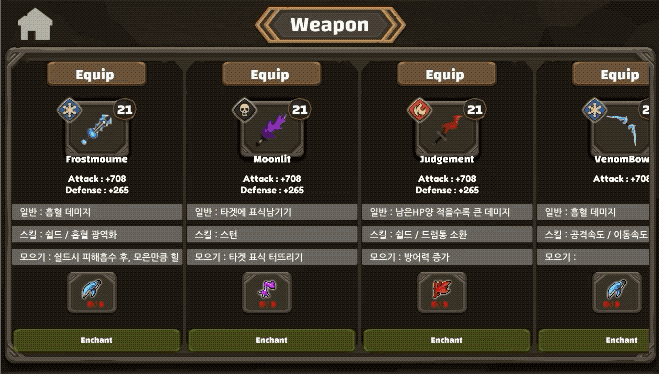 Weapon
Equip
21
Frostmourne
Attack : +708
Defense : +265
일반 : 흡혈 데미지
스킬 : 쉴드 / 흡혈 광역화
모으기 : 쉴드시 피해흡수 후, 모은만큼 힐
Enchant
Equip
21
Moonlit
Attack : +708
Defense : +265
일반 : 타겟에 표식남기기
스킬 : 스턴
모으기 : 타겟 표식 터뜨리기
Enchant
Equip
21
Judgement
Attack : +708
Defense : +265
일반 : 남은HP양 적을수록 큰 데미지
스킬 : 쉴드 / 드럼통 소환
모으기 : 방어력 증가
Enchant
Equip
2
VenomBow
Attack : +708
Defense : +265
일반 : 흡혈 데미지
스킬 : 공격속도 / 이동속도
모으기 :
Enchant